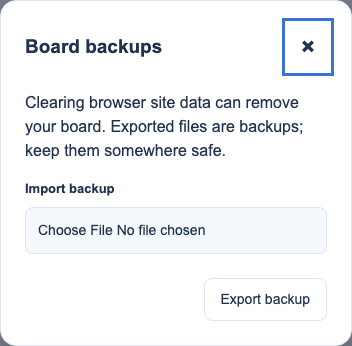 Board backups ×
Clearing browser site data can remove
your board. Exported files are backups;
keep them somewhere safe.
Import backup
Choose File No file chosen
Export backup